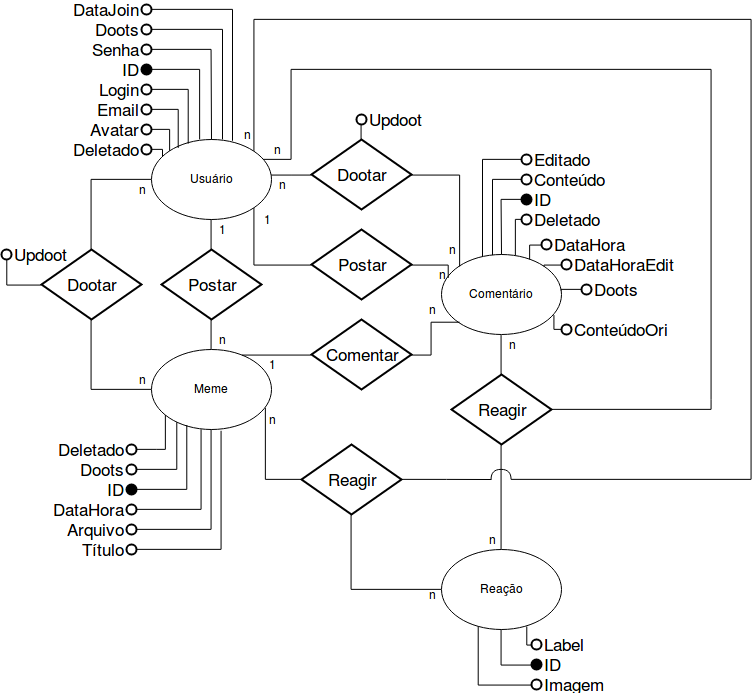 DataJoin
Doots
Senha
ID
Login
Email
Avatar
Deletado
n
n
n
n
1
1
Usuário
Updoot
Dootar
n
Postar
n
Editado
Conteúdo
ID
Deletado
DataHora
DataHoraEdit
Doots
ConteúdoOri
Comentário
n
n
Updoot
Dootar
Postar
n
n
1
Comentar
Meme
n
Reagir
Deletado
Doots
ID
DataHora
Arquivo
Título
Reagir
n
n
Reação
Label
ID
Imagem